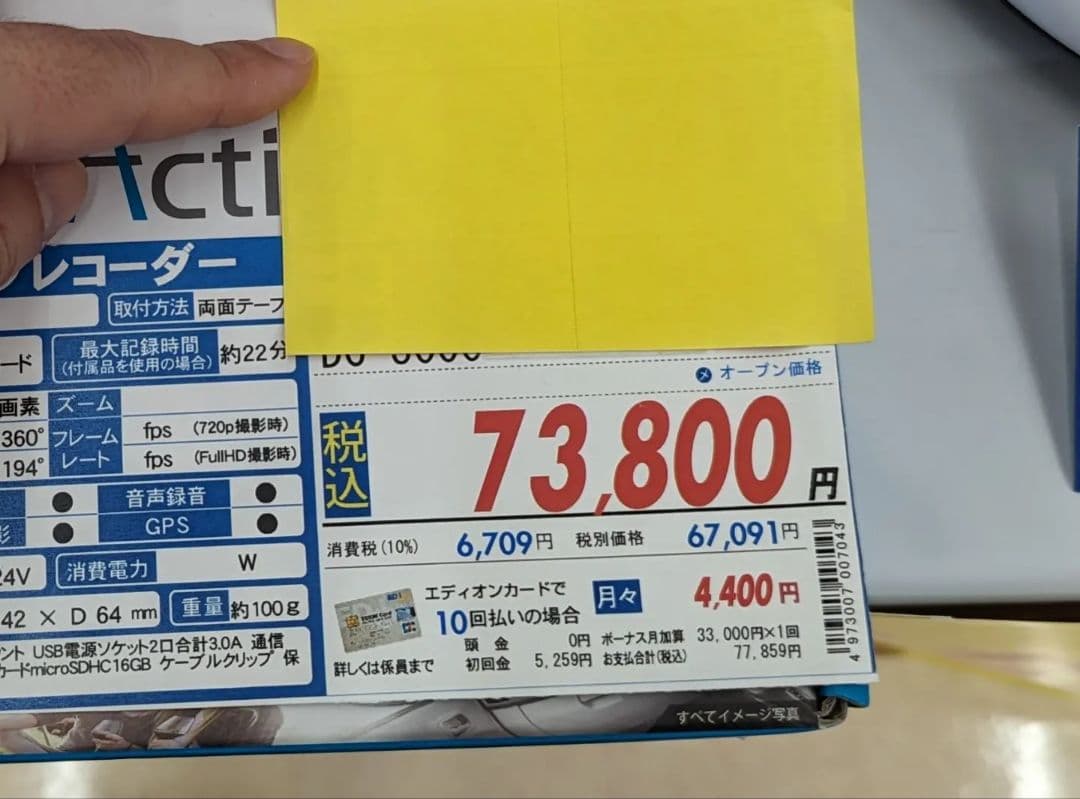 Acti
レコーダー
取付方法 両面テープ
ード 最大記録時間 (付属品を使用の場合) 約22分
画素 ズーム
360° フレームレート fps (720p撮影時)
194° fps (FullHD撮影時)
● 音声録音 ●
影 ● GPS ●
24V 消費電力 W
42 × D 64 mm 重量 約100g
ント USB電源ソケット2口合計3.0A 通信
カードmicroSDHC16GB ケーブルクリップ 保
メ オープン価格
税込 73,800円
消費税(10%) 6,709円 税別価格 67,091円
エディオンカードで
10回払いの場合 月々 4,400円
頭 金 0円 ボーナス月加算 33,000円×1回
詳しくは係員まで 初回金 5,259円 お支払合計(税込) 77,859円
4 973007 007043
すべてイメージ写真